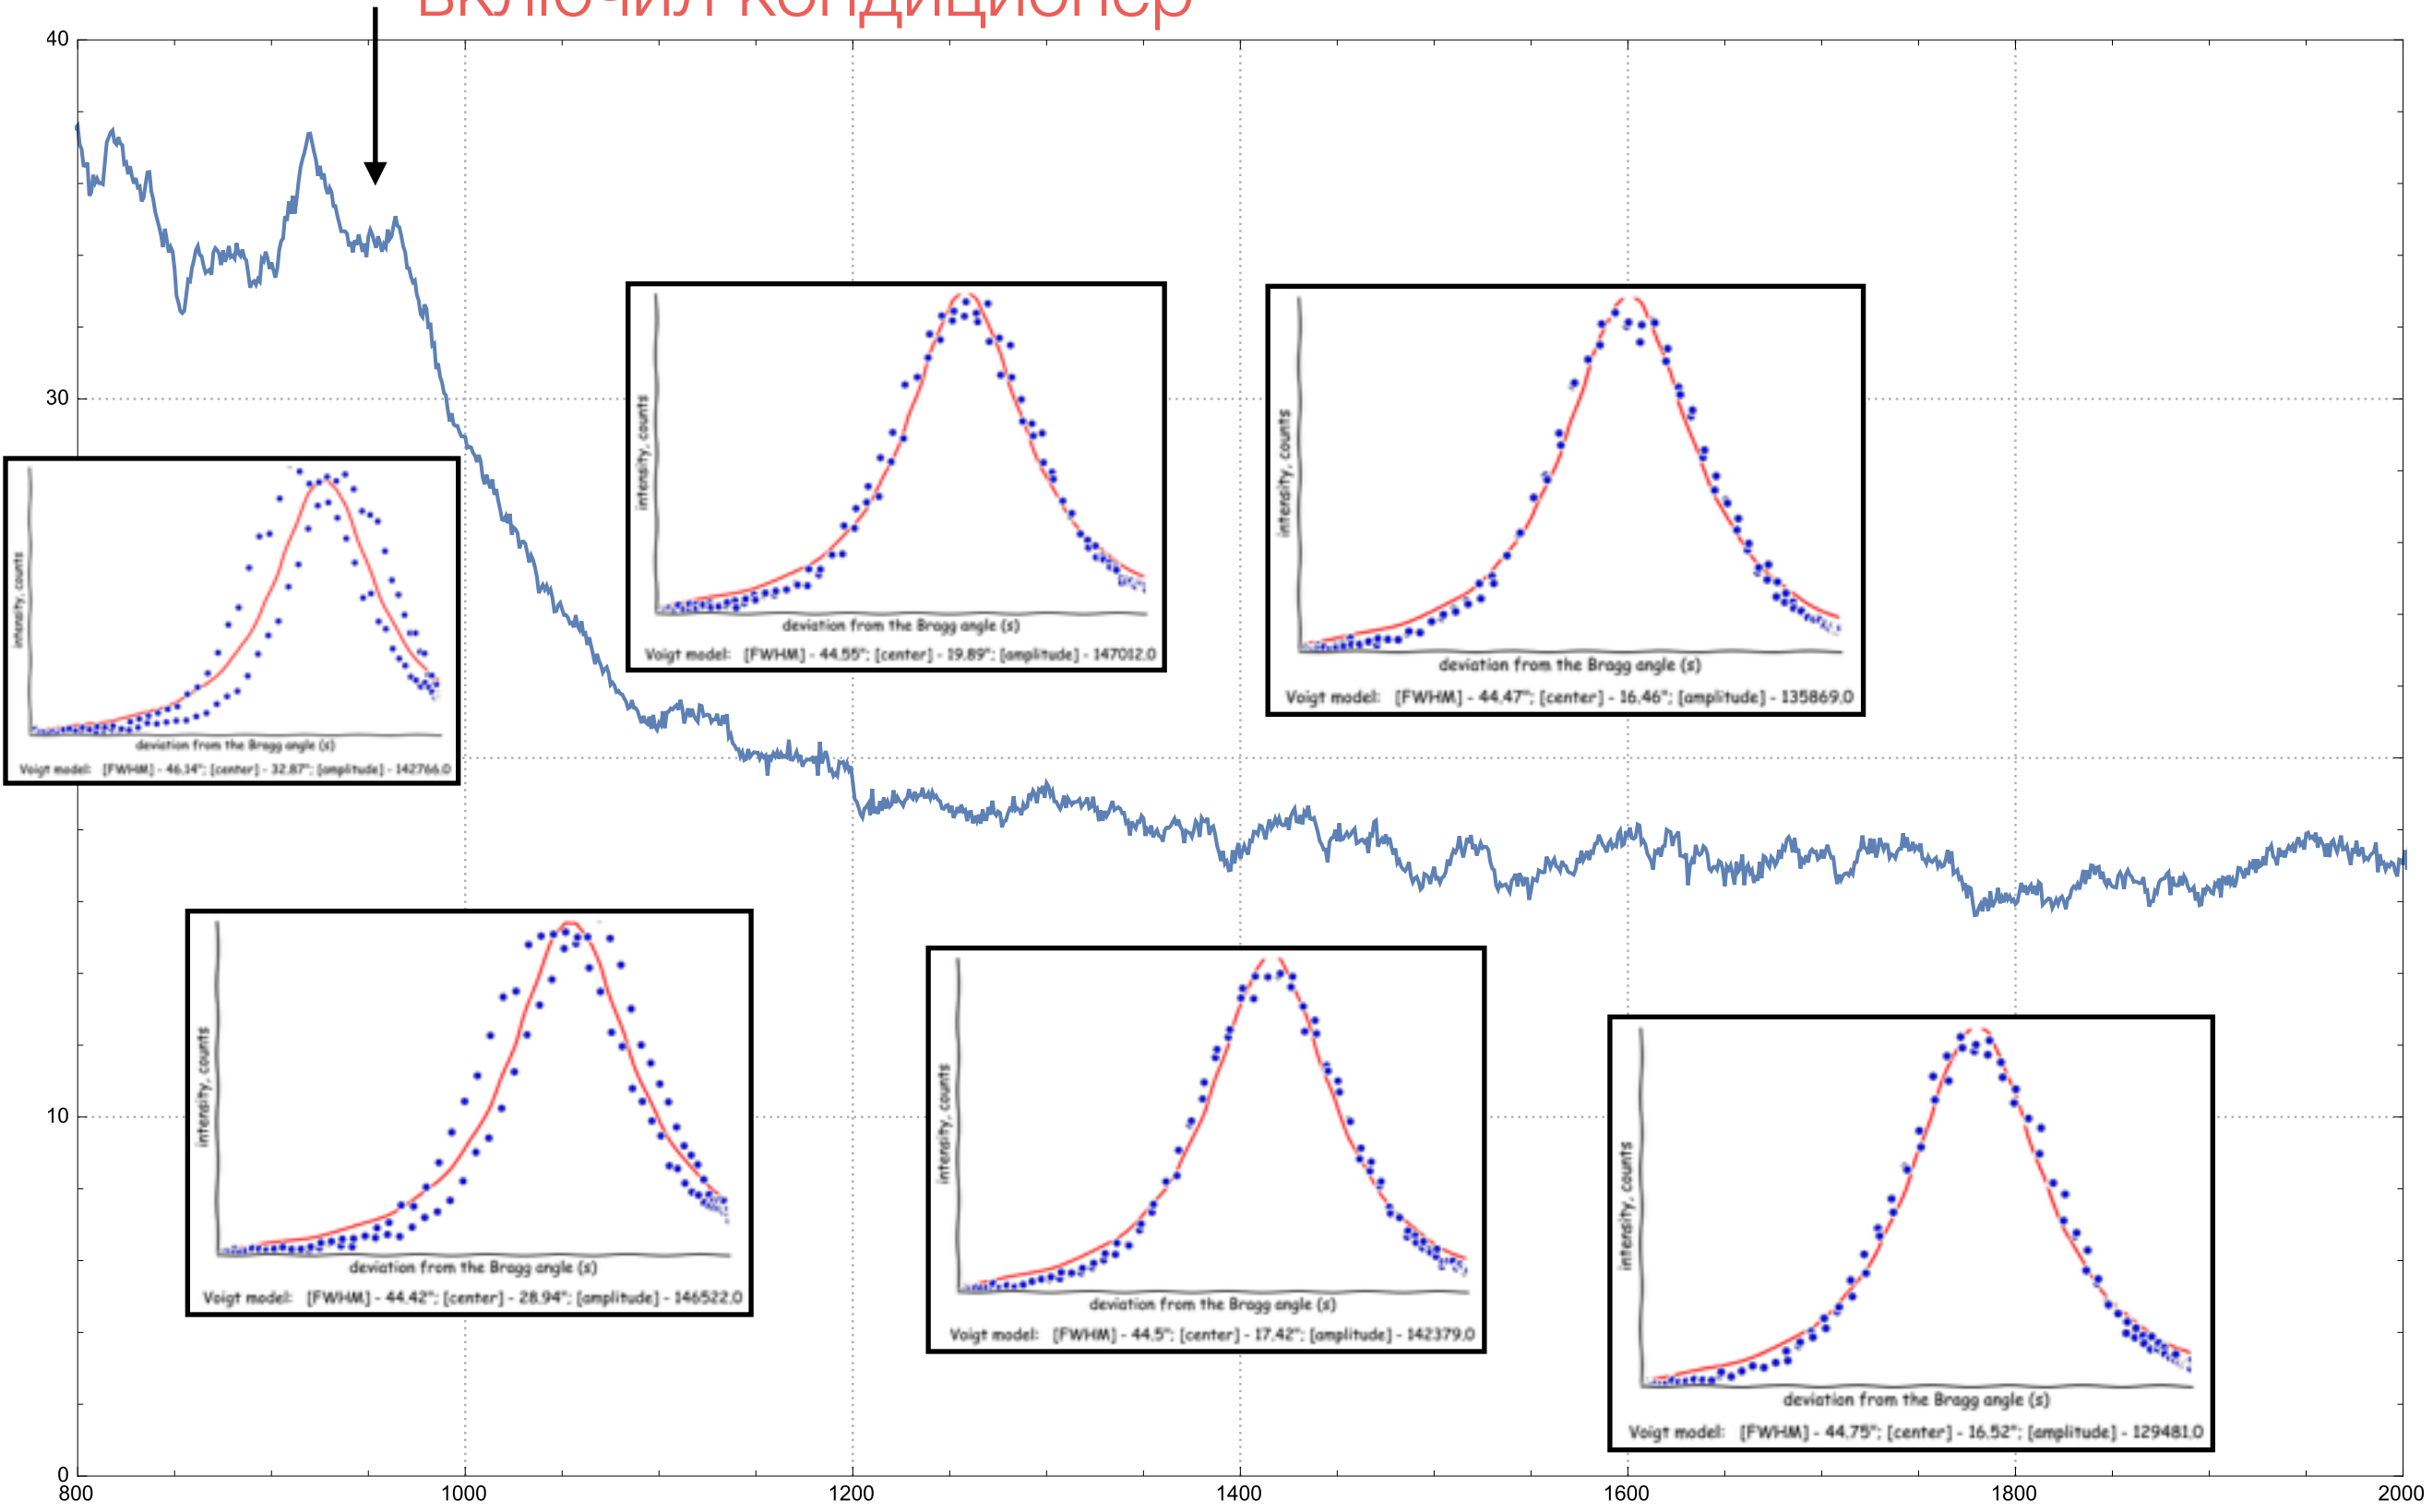 включил кондиционер
40
30
10
0
800
1000
1200
1400
1600
1800
2000
intensity, counts
deviation from the Bragg angle (s)
Voigt model: [FWHM] - 46.14"; [center] - 32.87"; [amplitude] - 142766.0
intensity, counts
deviation from the Bragg angle (s)
Voigt model: [FWHM] - 44.55"; [center] - 19.89"; [amplitude] - 147012.0
intensity, counts
deviation from the Bragg angle (s)
Voigt model: [FWHM] - 44.47"; [center] - 16.46"; [amplitude] - 135869.0
intensity, counts
deviation from the Bragg angle (s)
Voigt model: [FWHM] - 44.42"; [center] - 28.94"; [amplitude] - 146522.0
intensity, counts
deviation from the Bragg angle (s)
Voigt model: [FWHM] - 44.5"; [center] - 17.42"; [amplitude] - 142379.0
intensity, counts
deviation from the Bragg angle (s)
Voigt model: [FWHM] - 44.75"; [center] - 16.52"; [amplitude] - 129481.0